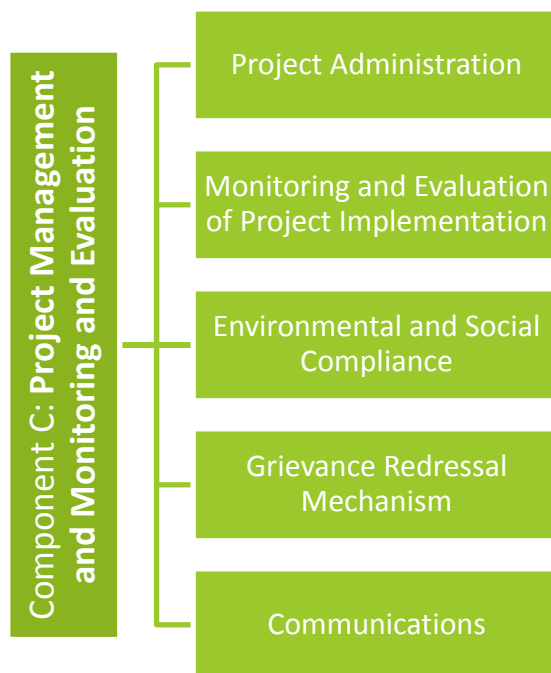 Component C: Project Management
and Monitoring and Evaluation
Project Administration
Monitoring and Evaluation
of Project Implementation
Environmental and Social
Compliance
Grievance Redressal
Mechanism
Communications